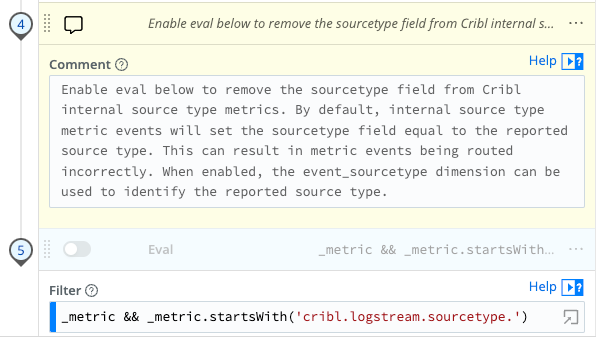 4 Enable eval below to remove the sourcetype field from Cribl internal s... ...
Comment ? Help ?
Enable eval below to remove the sourcetype field from Cribl
internal source type metrics. By default, internal source type
metric events will set the sourcetype field equal to the reported
source type. This can result in metric events being routed
incorrectly. When enabled, the event_sourcetype dimension can be
used to identify the reported source type.
5 Eval _metric && _metric.startsWith... ...
Filter ? Help ?
_metric && _metric.startsWith('cribl.logstream.sourcetype.')